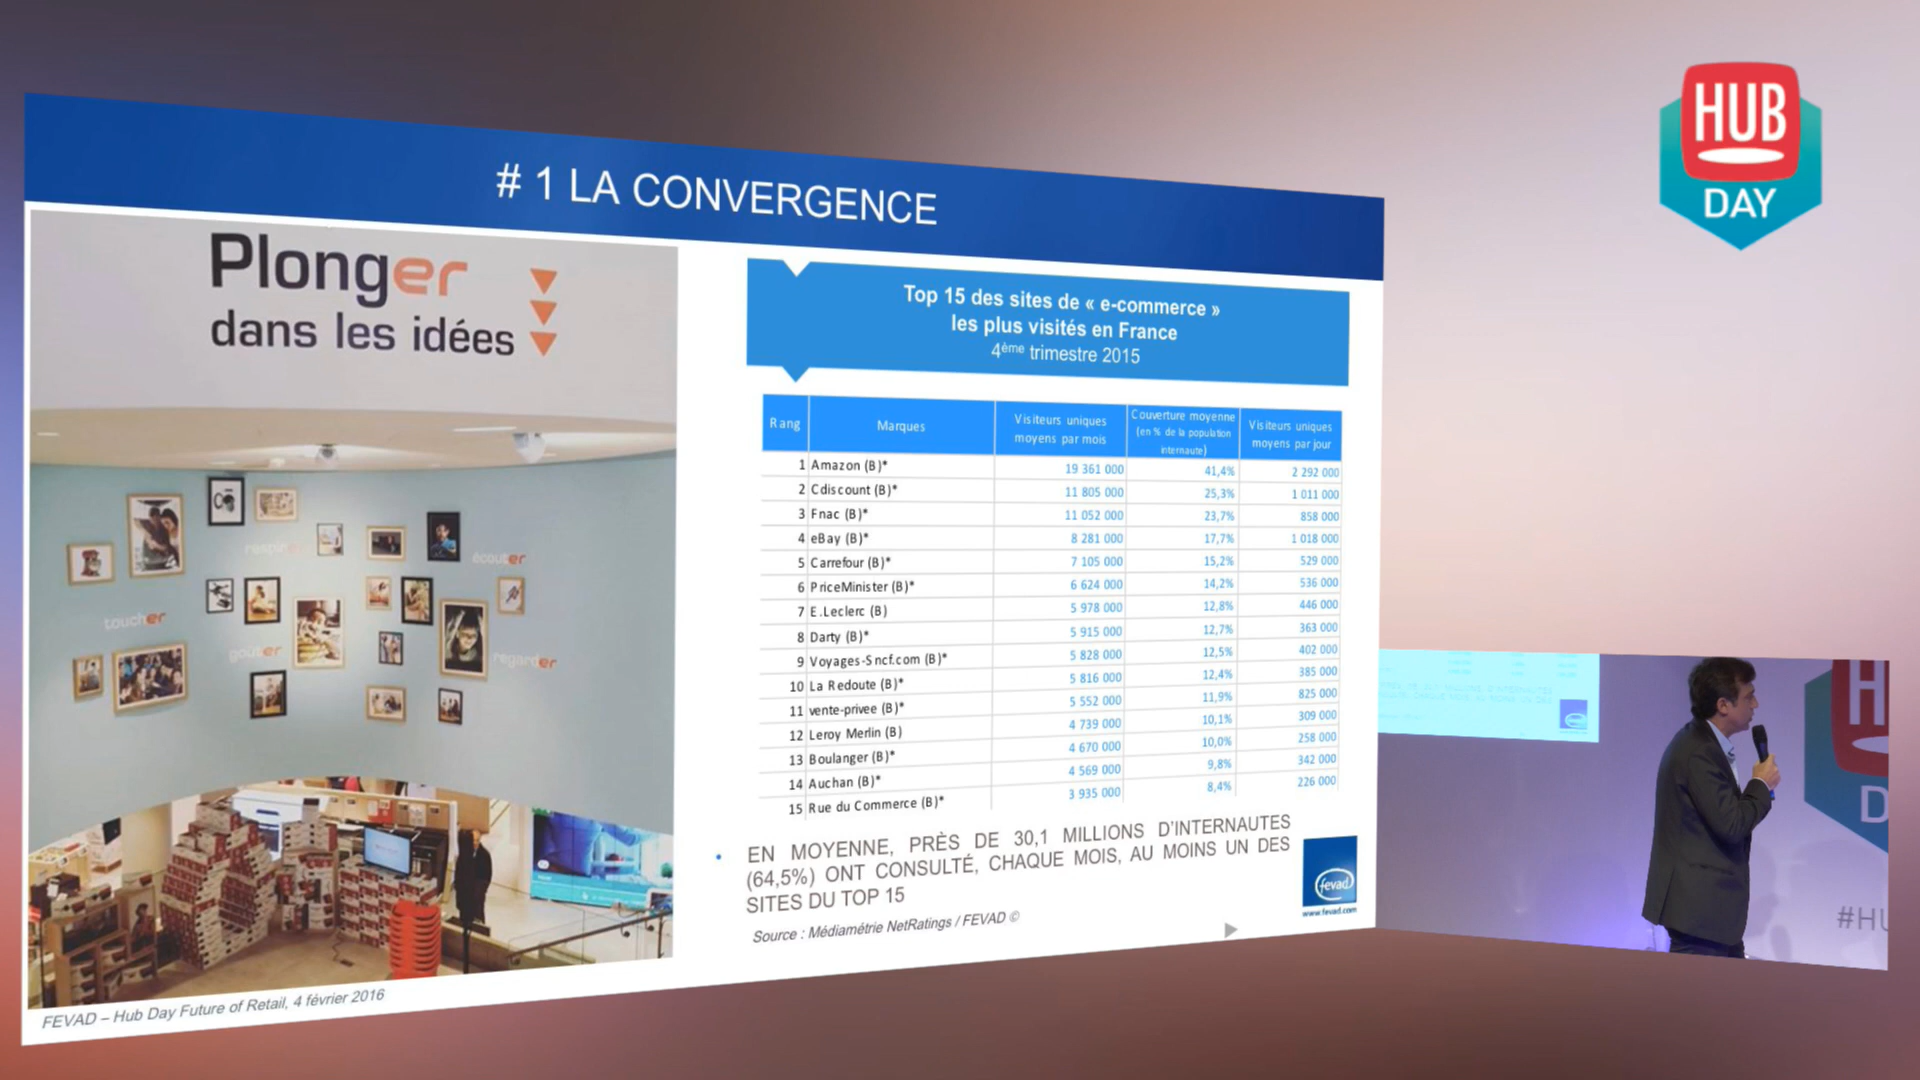 HUB
DAY
# 1 LA CONVERGENCE
Plonger
dans les idées
respirer
écouter
toucher
goûter
regarder
Top 15 des sites de « e-commerce »
les plus visités en France
4ème trimestre 2015
Rang Marques Visiteurs uniques moyens par mois Couverture moyenne (en % de la population internaute) Visiteurs uniques moyens par jour
1 Amazon (B)* 19 361 000 41,4% 2 292 000
2 Cdiscount (B)* 11 805 000 25,3% 1 011 000
3 Fnac (B)* 11 052 000 23,7% 858 000
4 eBay (B)* 8 281 000 17,7% 1 018 000
5 Carrefour (B)* 7 105 000 15,2% 529 000
6 PriceMinister (B)* 6 624 000 14,2% 536 000
7 E.Leclerc (B) 5 978 000 12,8% 446 000
8 Darty (B)* 5 915 000 12,7% 363 000
9 Voyages-Sncf.com (B)* 5 828 000 12,5% 402 000
10 La Redoute (B)* 5 816 000 12,4% 385 000
11 vente-privee (B)* 5 552 000 11,9% 825 000
12 Leroy Merlin (B) 4 739 000 10,1% 309 000
13 Boulanger (B)* 4 670 000 10,0% 258 000
14 Auchan (B)* 4 569 000 9,8% 342 000
15 Rue du Commerce (B)* 3 935 000 8,4% 226 000
• EN MOYENNE, PRÈS DE 30,1 MILLIONS D'INTERNAUTES
(64,5%) ONT CONSULTÉ, CHAQUE MOIS, AU MOINS UN DES
SITES DU TOP 15
Source : Médiamétrie NetRatings / FEVAD ©
fevad
www.fevad.com
FEVAD – Hub Day Future of Retail, 4 février 2016
H
D
#HU